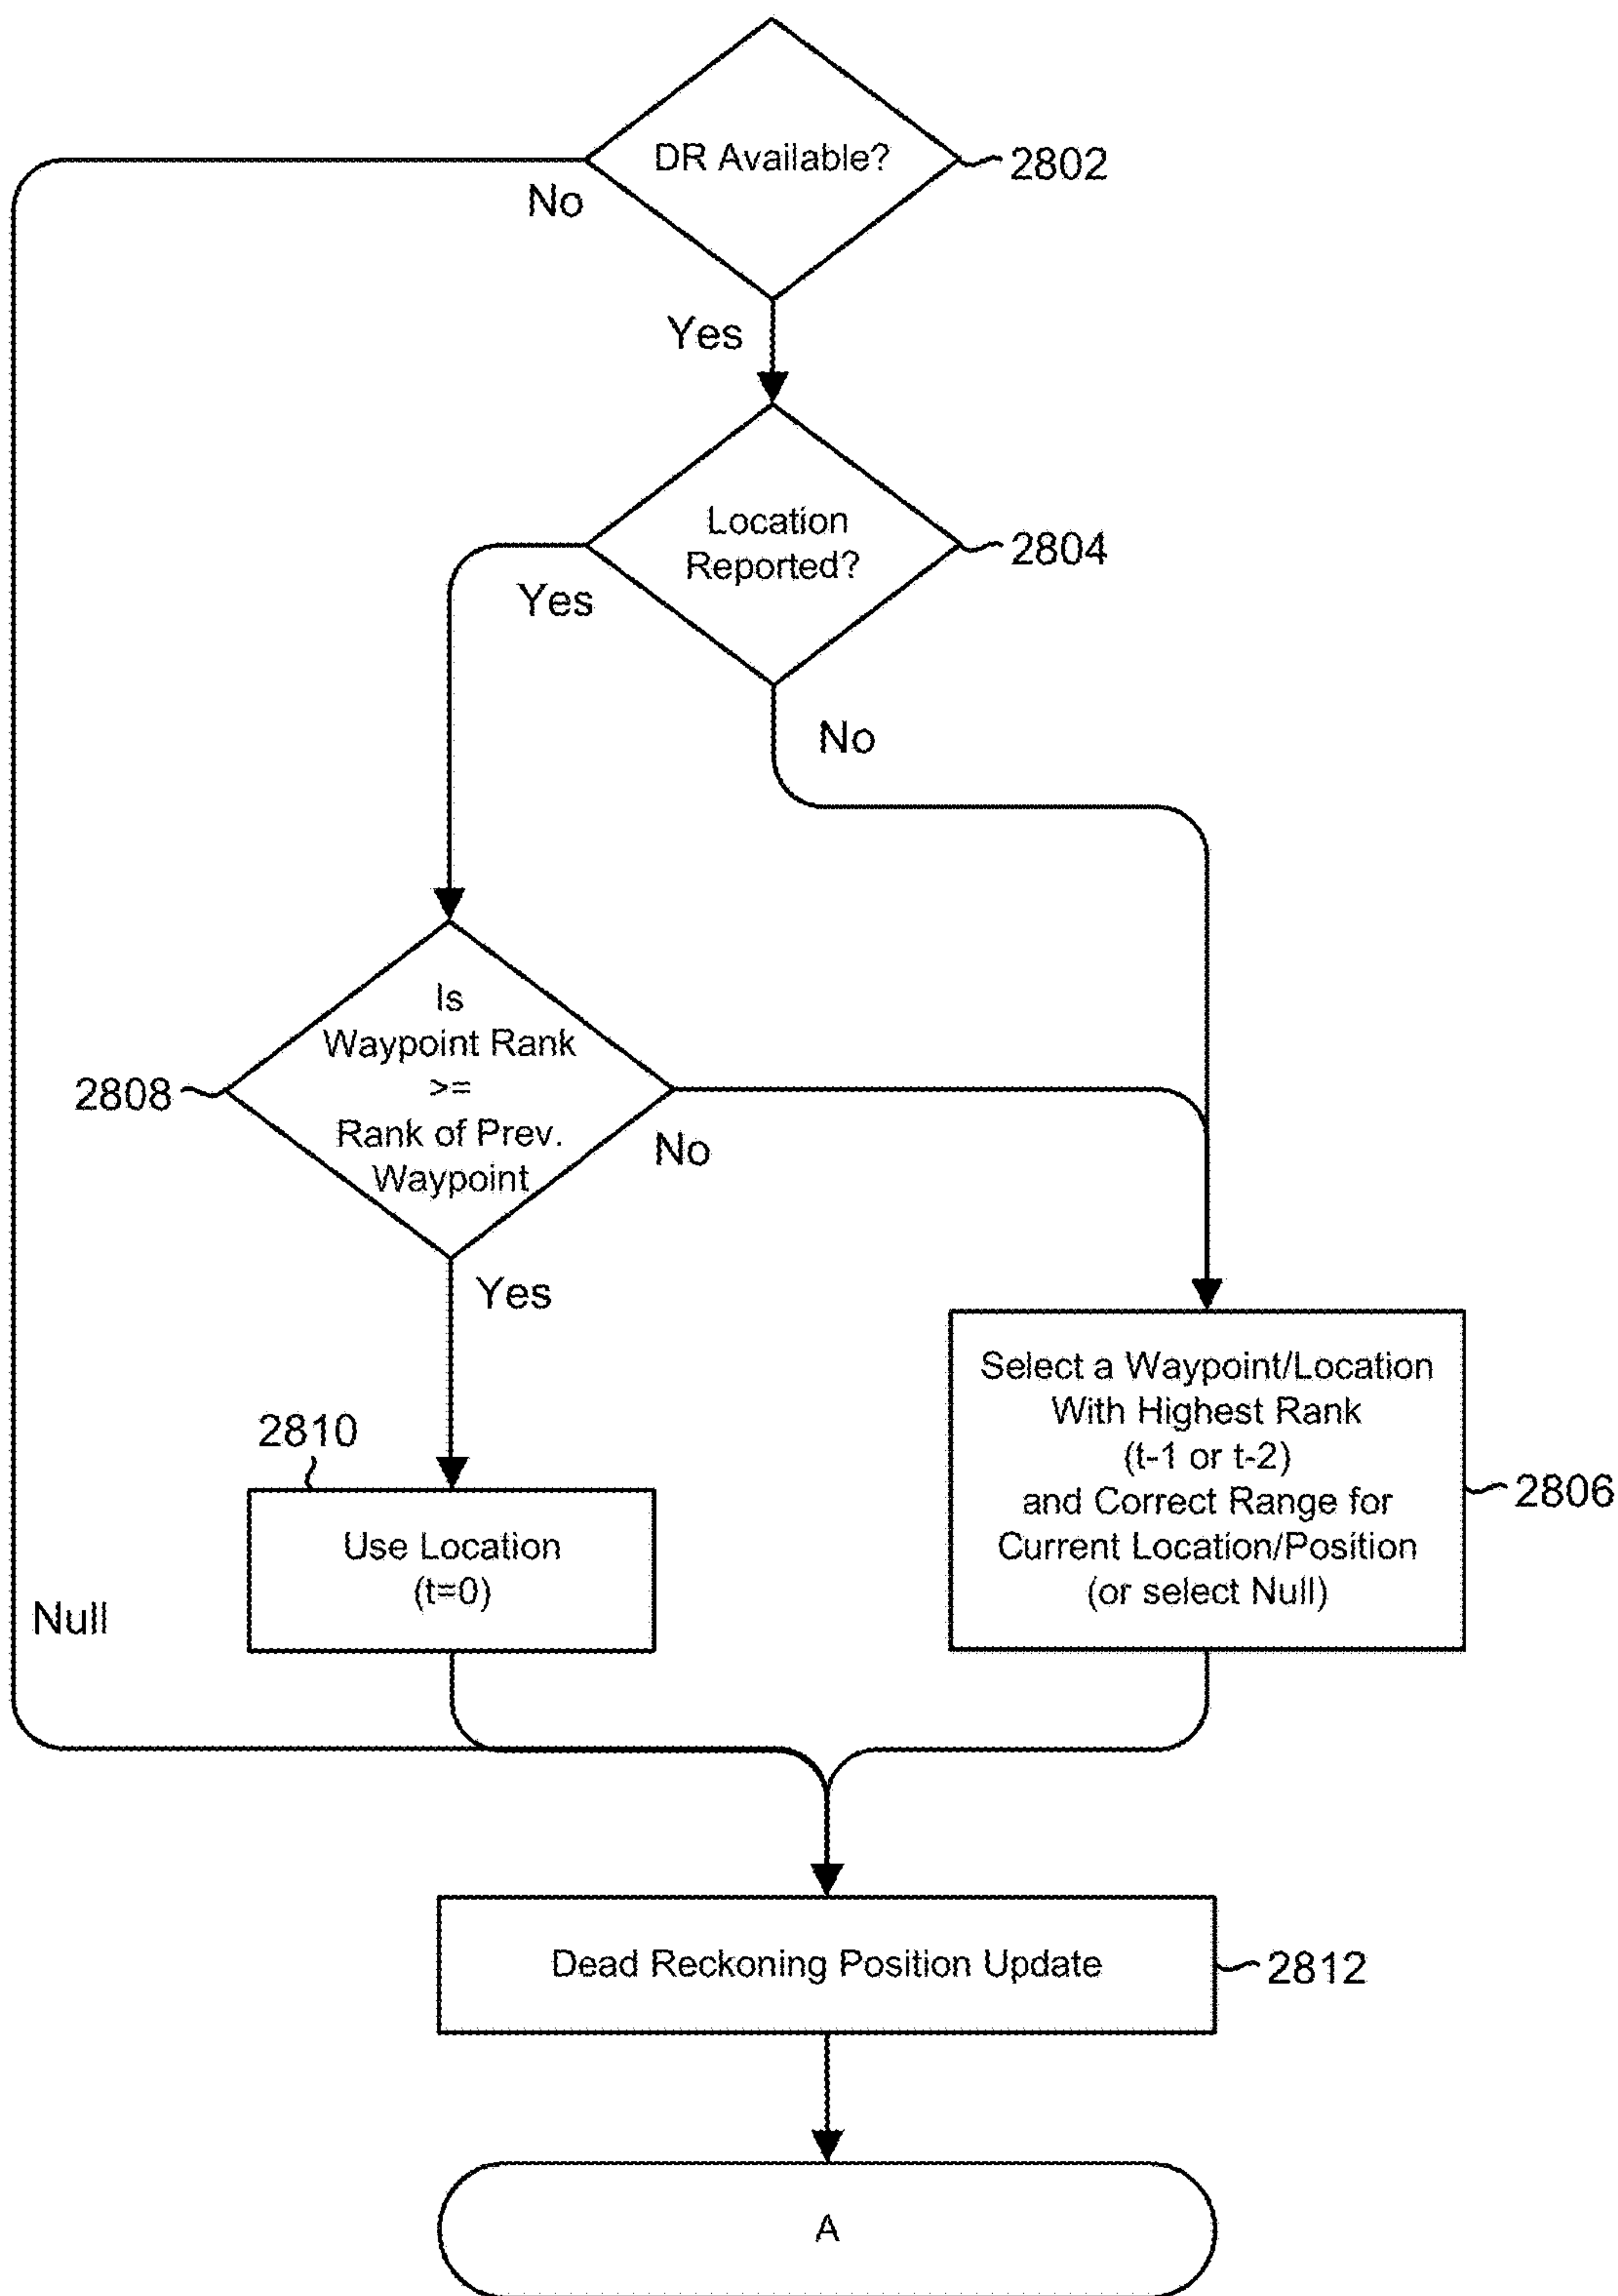 DR Available?
2802
No
Yes
Location
Reported?
2804
Yes
No
Is
Waypoint Rank
>=
Rank of Prev.
Waypoint
2808
No
Yes
2810
Use Location
(t=0)
Select a Waypoint/Location
With Highest Rank
(t-1 or t-2)
and Correct Range for
Current Location/Position
(or select Null)
2806
Null
Dead Reckoning Position Update
2812
A